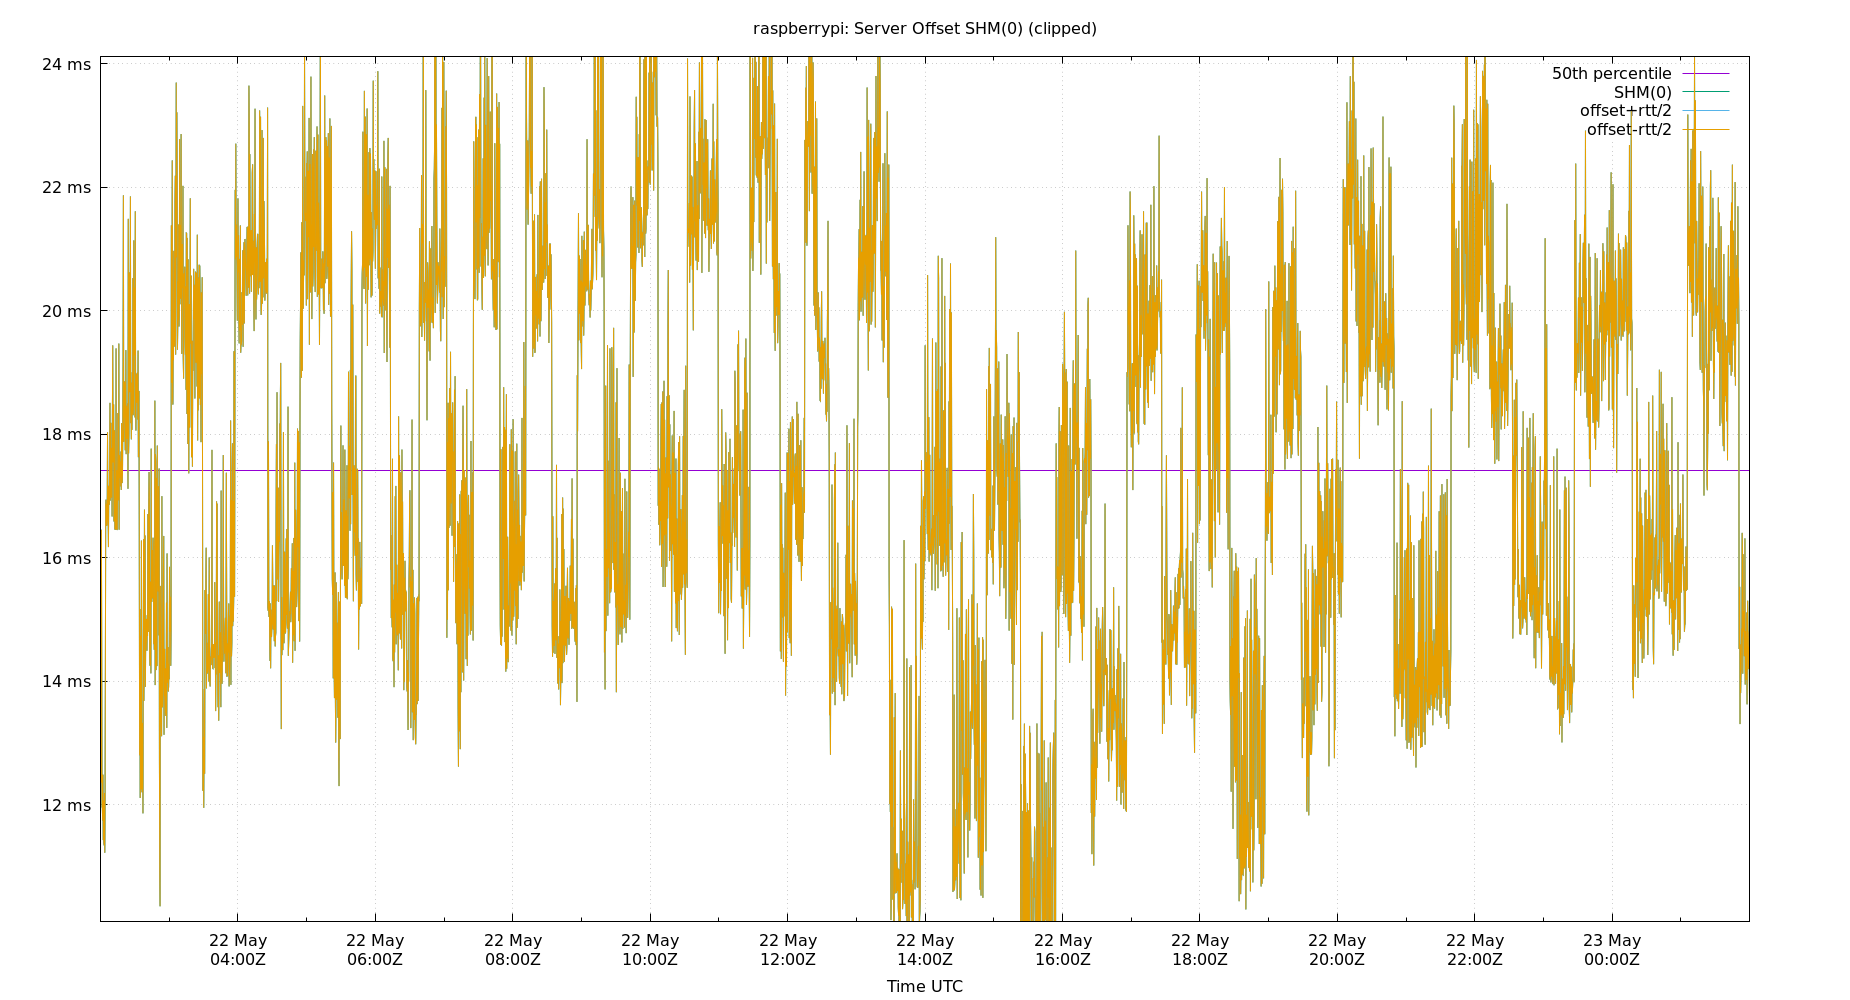 raspberrypi: Server Offset SHM(0) (clipped)
24 ms
22 ms
20 ms
18 ms
16 ms
14 ms
12 ms
50th percentile
SHM(0)
offset+rtt/2
offset-rtt/2
22 May 22 May 22 May 22 May 22 May 22 May 22 May 22 May 22 May 22 May 23 May
04:00Z 06:00Z 08:00Z 10:00Z 12:00Z 14:00Z 16:00Z 18:00Z 20:00Z 22:00Z 00:00Z
Time UTC